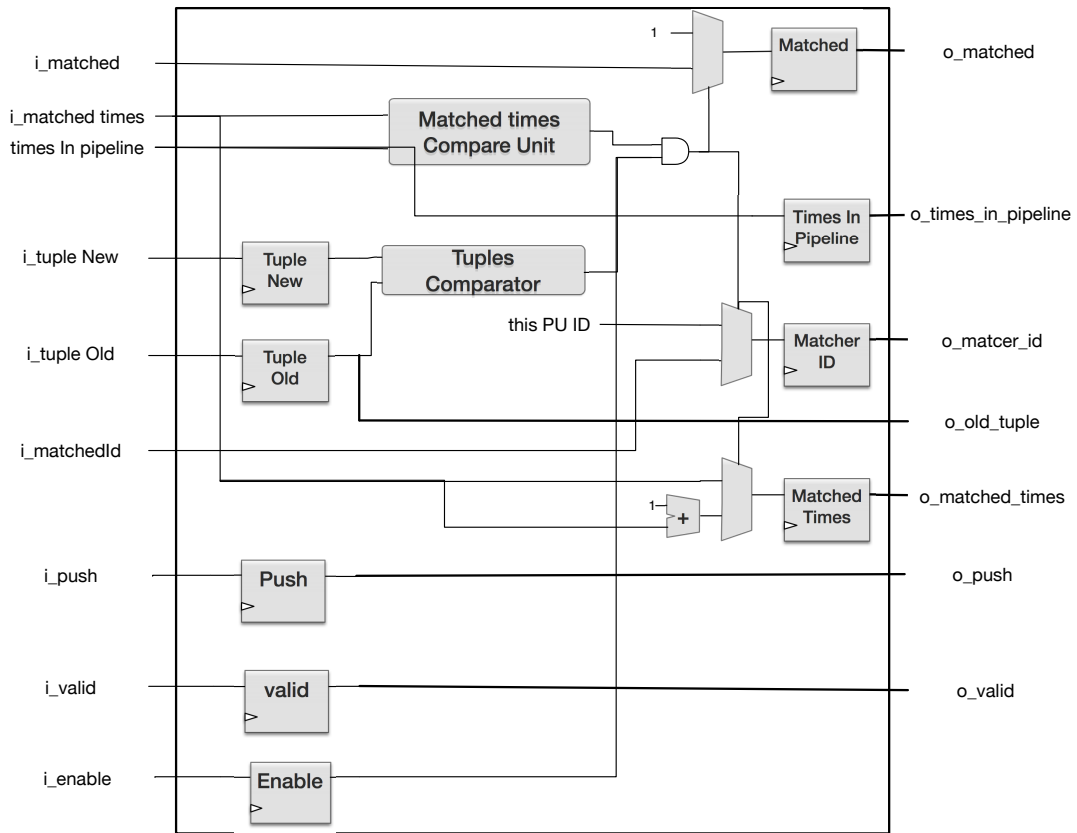 1
Matched
o_matched
i_matched
i_matched times
Matched times
Compare Unit
times In pipeline
Times In
Pipeline
o_times_in_pipeline
i_tuple New
Tuple
New
Tuples
Comparator
this PU ID
Matcher
ID
o_matcer_id
i_tuple Old
Tuple
Old
o_old_tuple
i_matchedId
1
+
Matched
Times
o_matched_times
i_push
Push
o_push
i_valid
valid
o_valid
i_enable
Enable